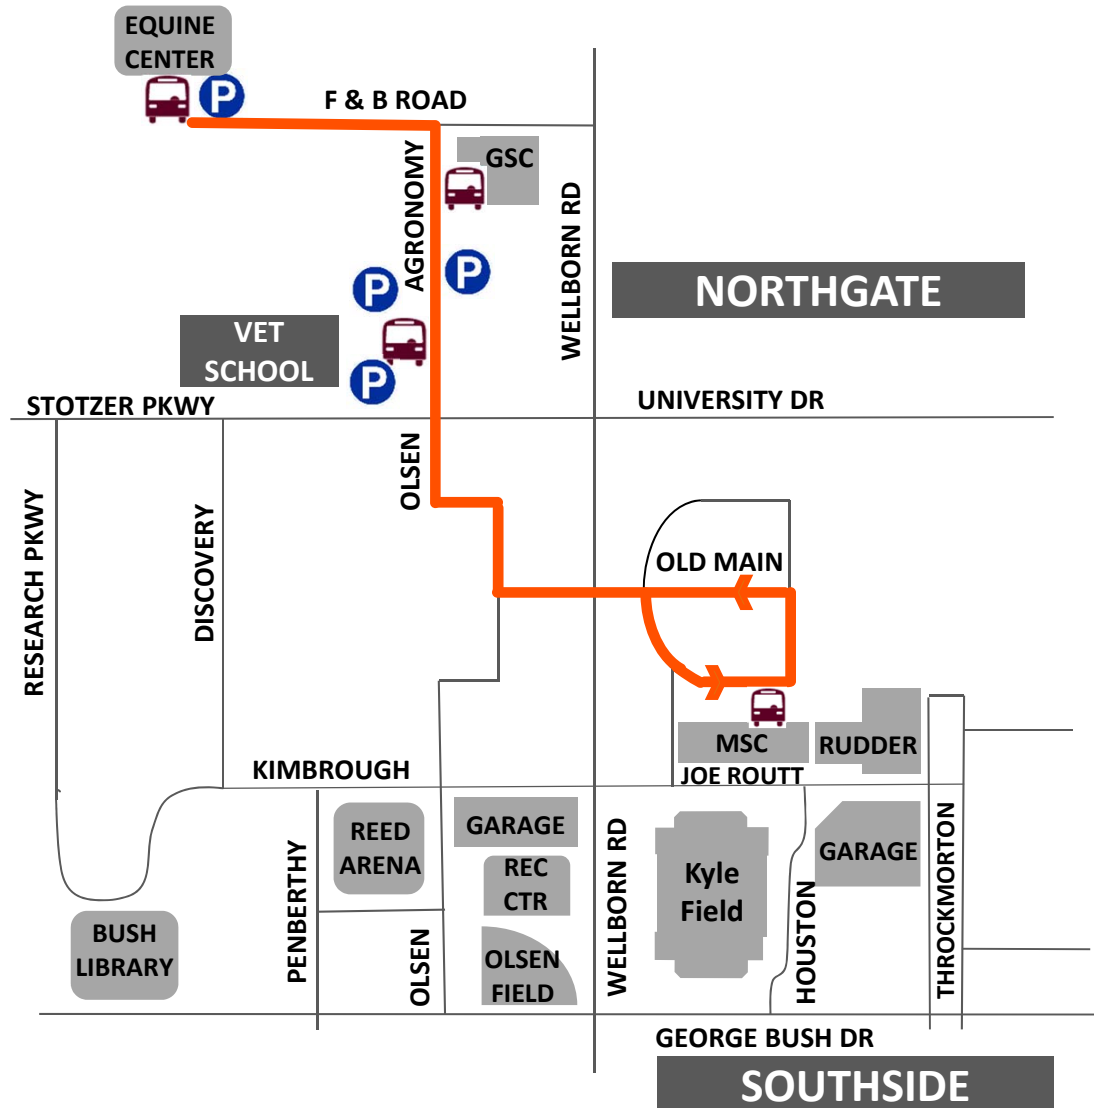 EQUINE
CENTER
P
F & B ROAD
AGRONOMY
GSC
WELLBORN RD
P
P
NORTHGATE
VET
SCHOOL
P
STOTZER PKWY
UNIVERSITY DR
OLSEN
RESEARCH PKWY
DISCOVERY
OLD MAIN
MSC
RUDDER
KIMBROUGH
JOE ROUTT
REED
ARENA
GARAGE
REC
CTR
WELLBORN RD
Kyle
Field
GARAGE
THROCKMORTON
PENBERTHY
BUSH
LIBRARY
OLSEN
OLSEN
FIELD
HOUSTON
GEORGE BUSH DR
SOUTHSIDE